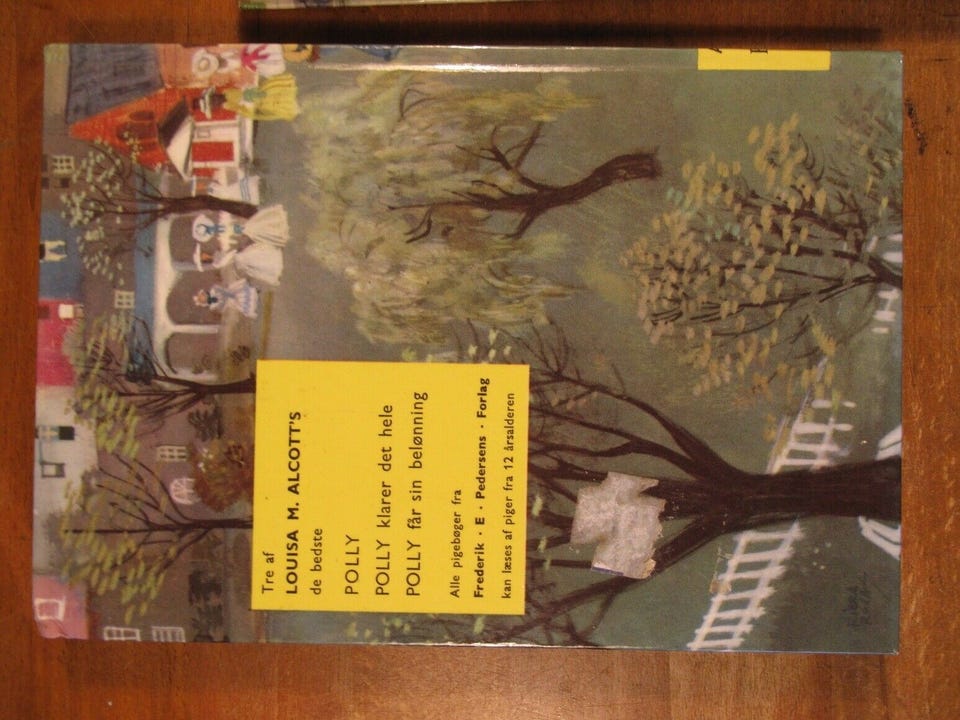 Tre af
LOUISA M. ALCOTT'S
de bedste
POLLY
POLLY klarer det hele
POLLY får sin belønning
Alle pigebøger fra
Frederik · E · Pedersens · Forlag
kan læses af piger fra 12 årsalderen